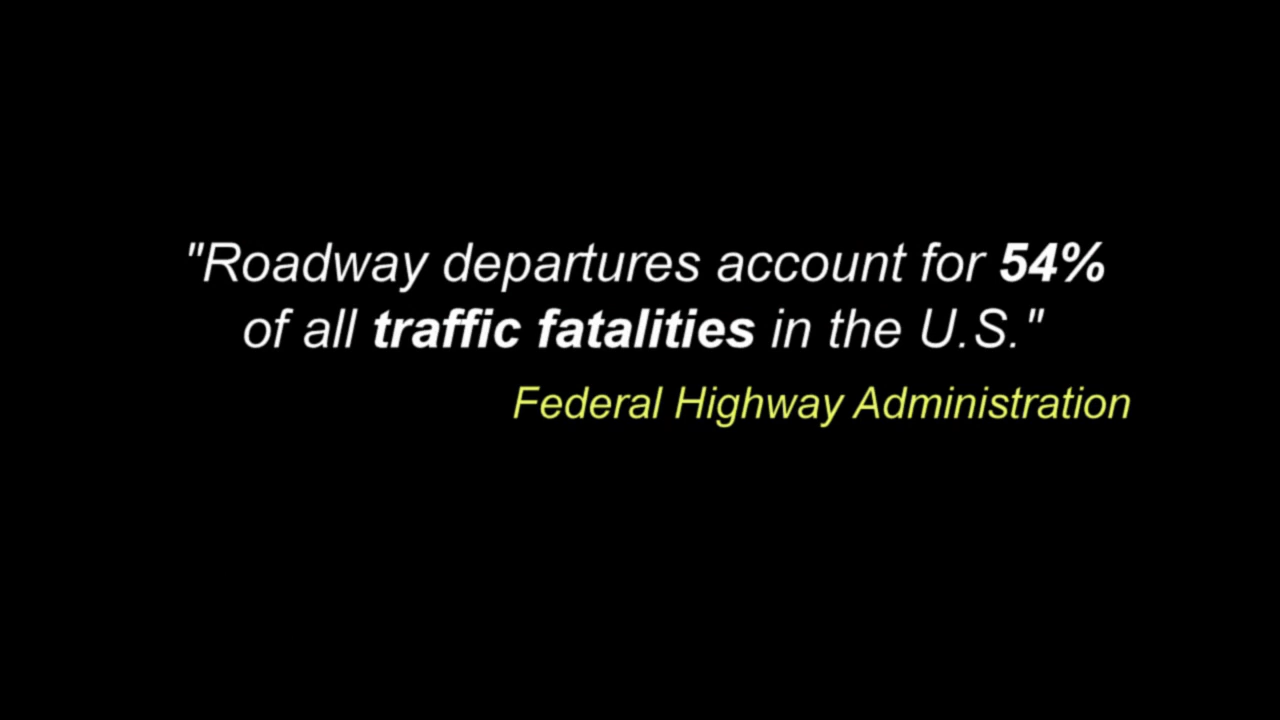 "Roadway departures account for 54%
of all traffic fatalities in the U.S."
Federal Highway Administration